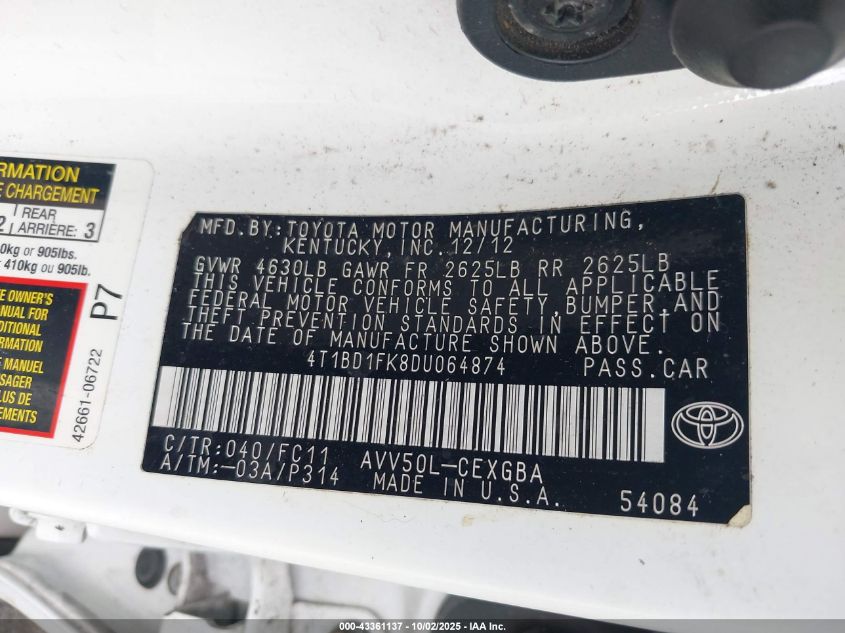 RMATION
E CHARGEMENT
2 | REAR
ARRIÈRE: 3
0kg or 905lbs.
410kg ou 905lb.
E OWNER'S
NUAL FOR
DITIONAL
RMATION
E MANUEL
SAGER
LUS DE
EMENTS
P7
42661-06722
MFD.BY:TOYOTA MOTOR MANUFACTURING,
KENTUCKY,INC.12/12
GVWR 4630LB GAWR FR 2625LB RR 2625LB
THIS VEHICLE CONFORMS TO ALL APPLICABLE
FEDERAL MOTOR VEHICLE SAFETY,BUMPER,AND
THEFT PREVENTION STANDARDS IN EFFECT ON
THE DATE OF MANUFACTURE SHOWN ABOVE.
4T1BD1FK8DU064874 PASS.CAR
C/TR:040/FC11 AVV50L-CEXGBA
A/TM:-03A/P314 MADE IN U.S.A. 54084
000-43361137 - 10/02/2025 - IAA Inc.